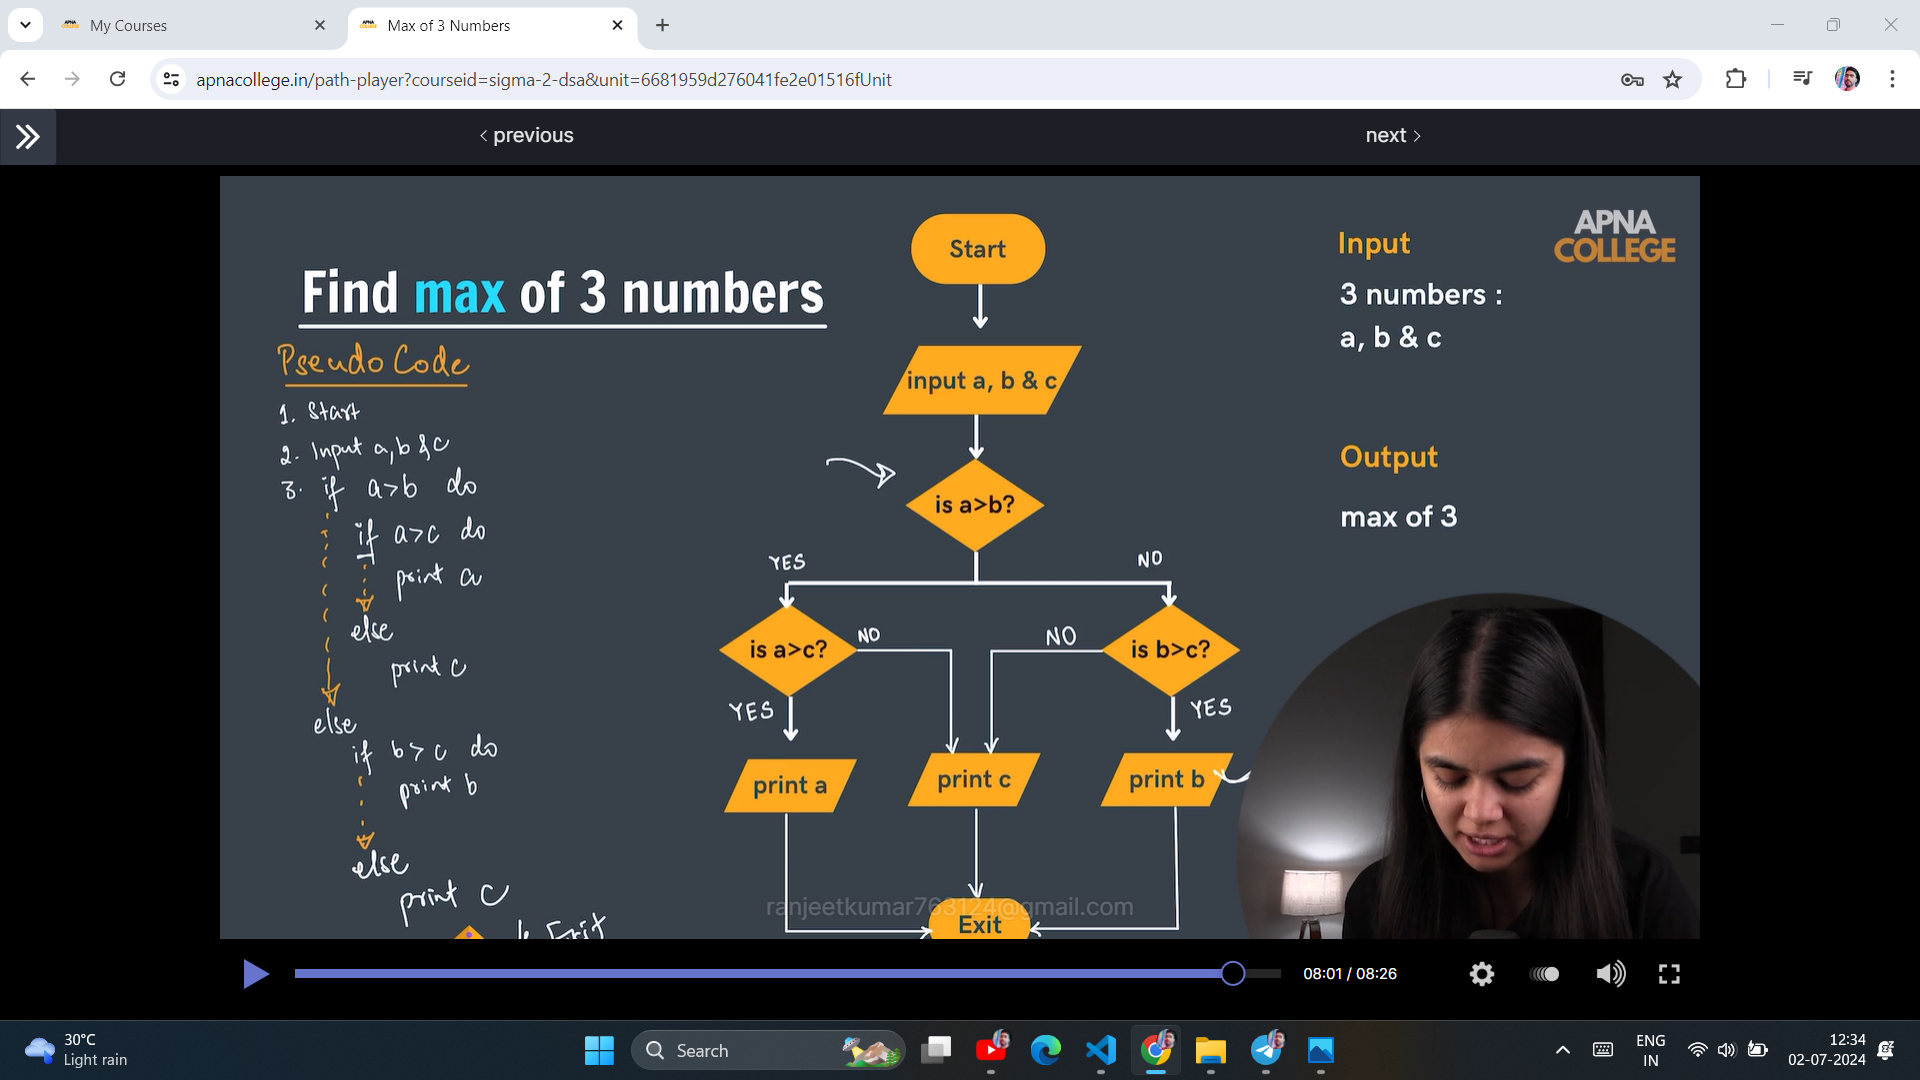 My Courses
Max of 3 Numbers
apnacollege.in/path-player?courseid=sigma-2-dsa&unit=6681959d276041fe2e01516fUnit
previous
next
APNA
COLLEGE
Find max of 3 numbers
Pseudo Code
1. Start
2. Input a, b & c
3. if a>b do
if a>c do
print a
else
print c
else
if b> c do
print b
else
print c
Exit
Start
input a, b & c
is a>b?
YES
NO
is a>c?
NO
NO
is b>c?
YES
YES
print a
print c
print b
Exit
Input
3 numbers :
a, b & c
Output
max of 3
ranjeetkumar763124@gmail.com
08:01 / 08:26
30°C
Light rain
Search
ENG
IN
12:34
02-07-2024